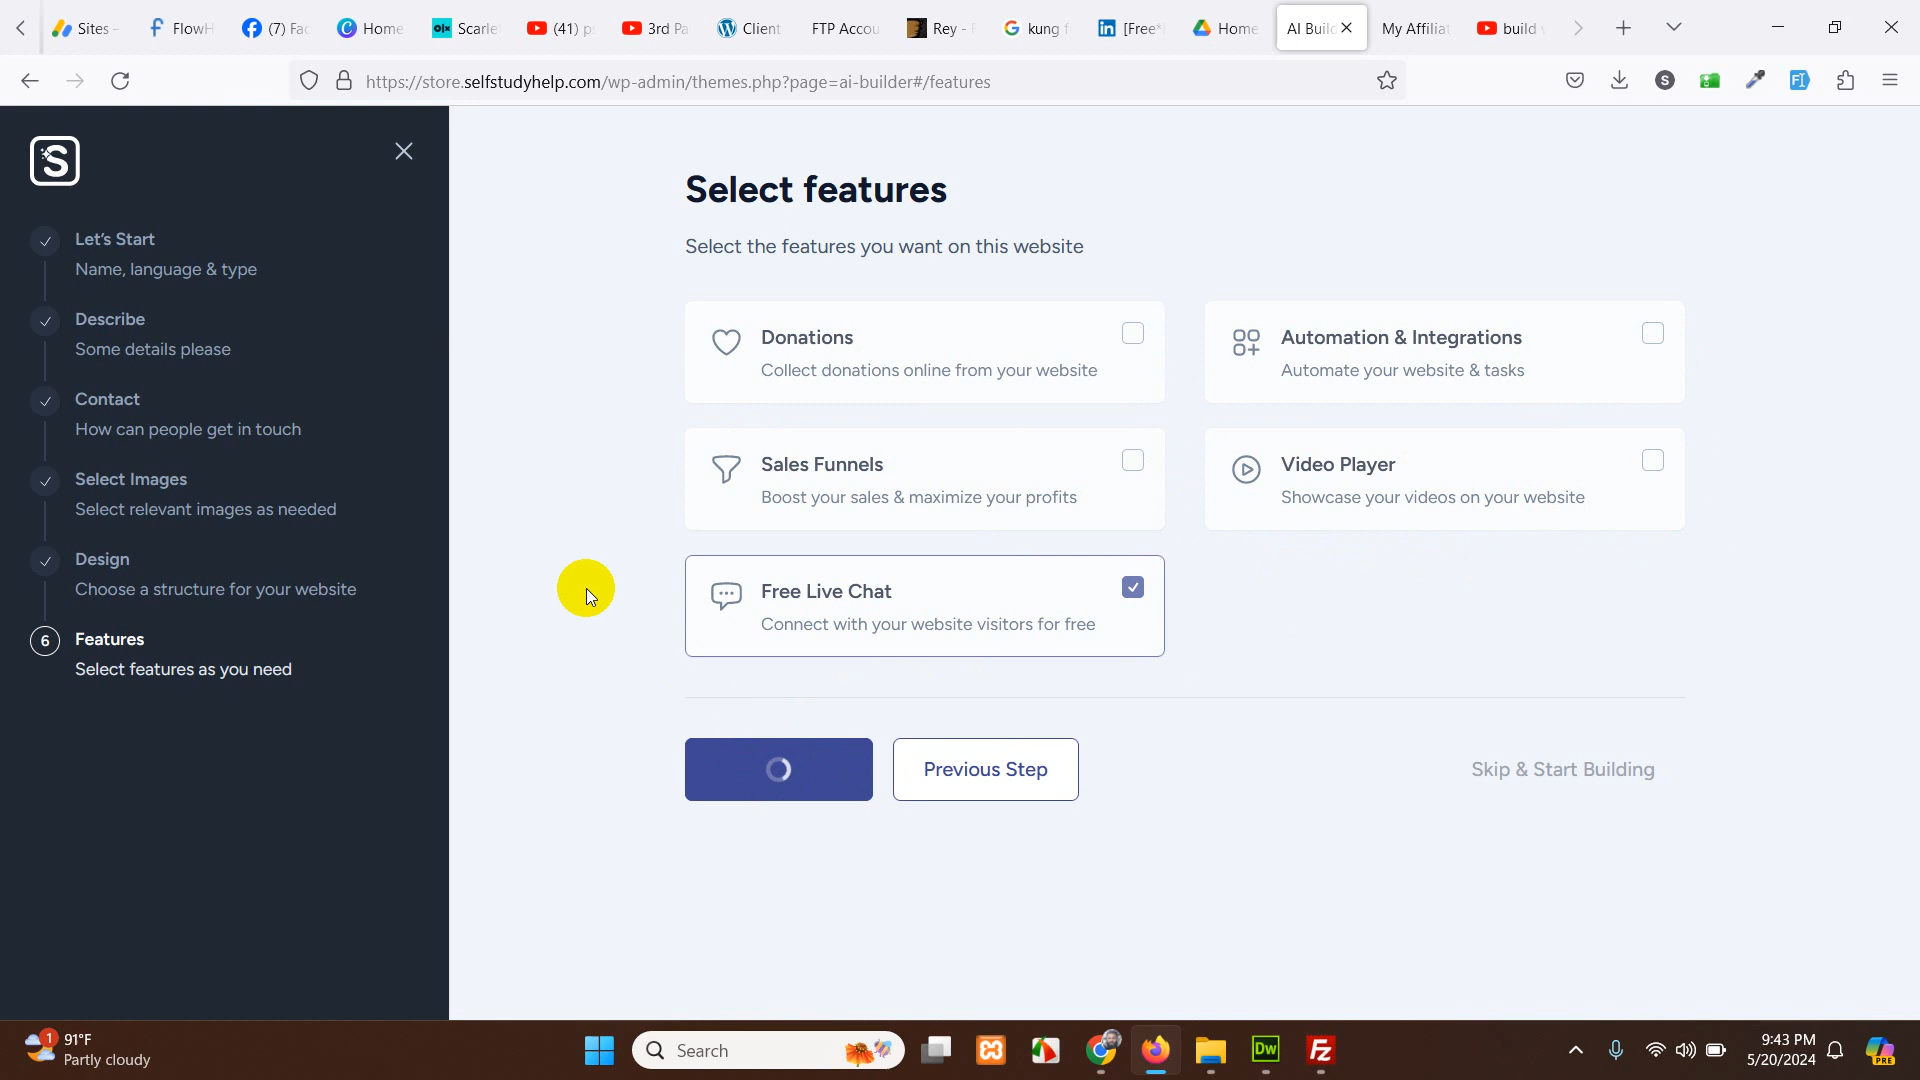 Sites -
FlowH
(7) Fac
Home
Scarle
(41) p
3rd Pa
Client
FTP Accou
Rey -
kung f
[Free*
Home
AI Buil
My Affiliat
build
https://store.selfstudyhelp.com/wp-admin/themes.php?page=ai-builder#/features
S
Let's Start
Name, language & type
Describe
Some details please
Contact
How can people get in touch
Select Images
Select relevant images as needed
Design
Choose a structure for your website
6
Features
Select features as you need
Select features
Select the features you want on this website
Donations
Collect donations online from your website
Automation & Integrations
Automate your website & tasks
Sales Funnels
Boost your sales & maximize your profits
Video Player
Showcase your videos on your website
Free Live Chat
Connect with your website visitors for free
Previous Step
Skip & Start Building
1
91°F
Partly cloudy
Search
Dw
Fz
9:43 PM
5/20/2024
PRE